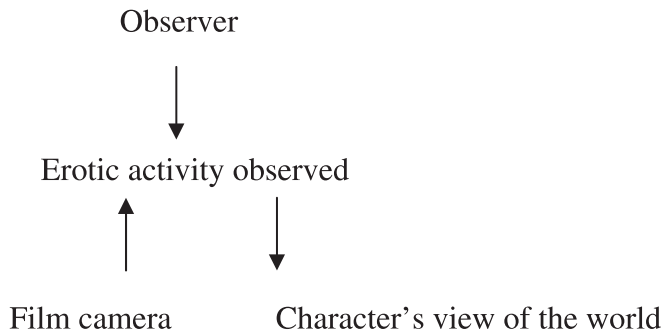 Observer
Erotic activity observed
Film camera
Character's view of the world